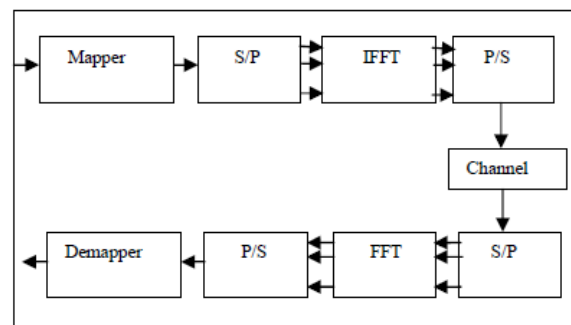 Mapper
S/P
IFFT
P/S
Channel
S/P
FFT
P/S
Demapper